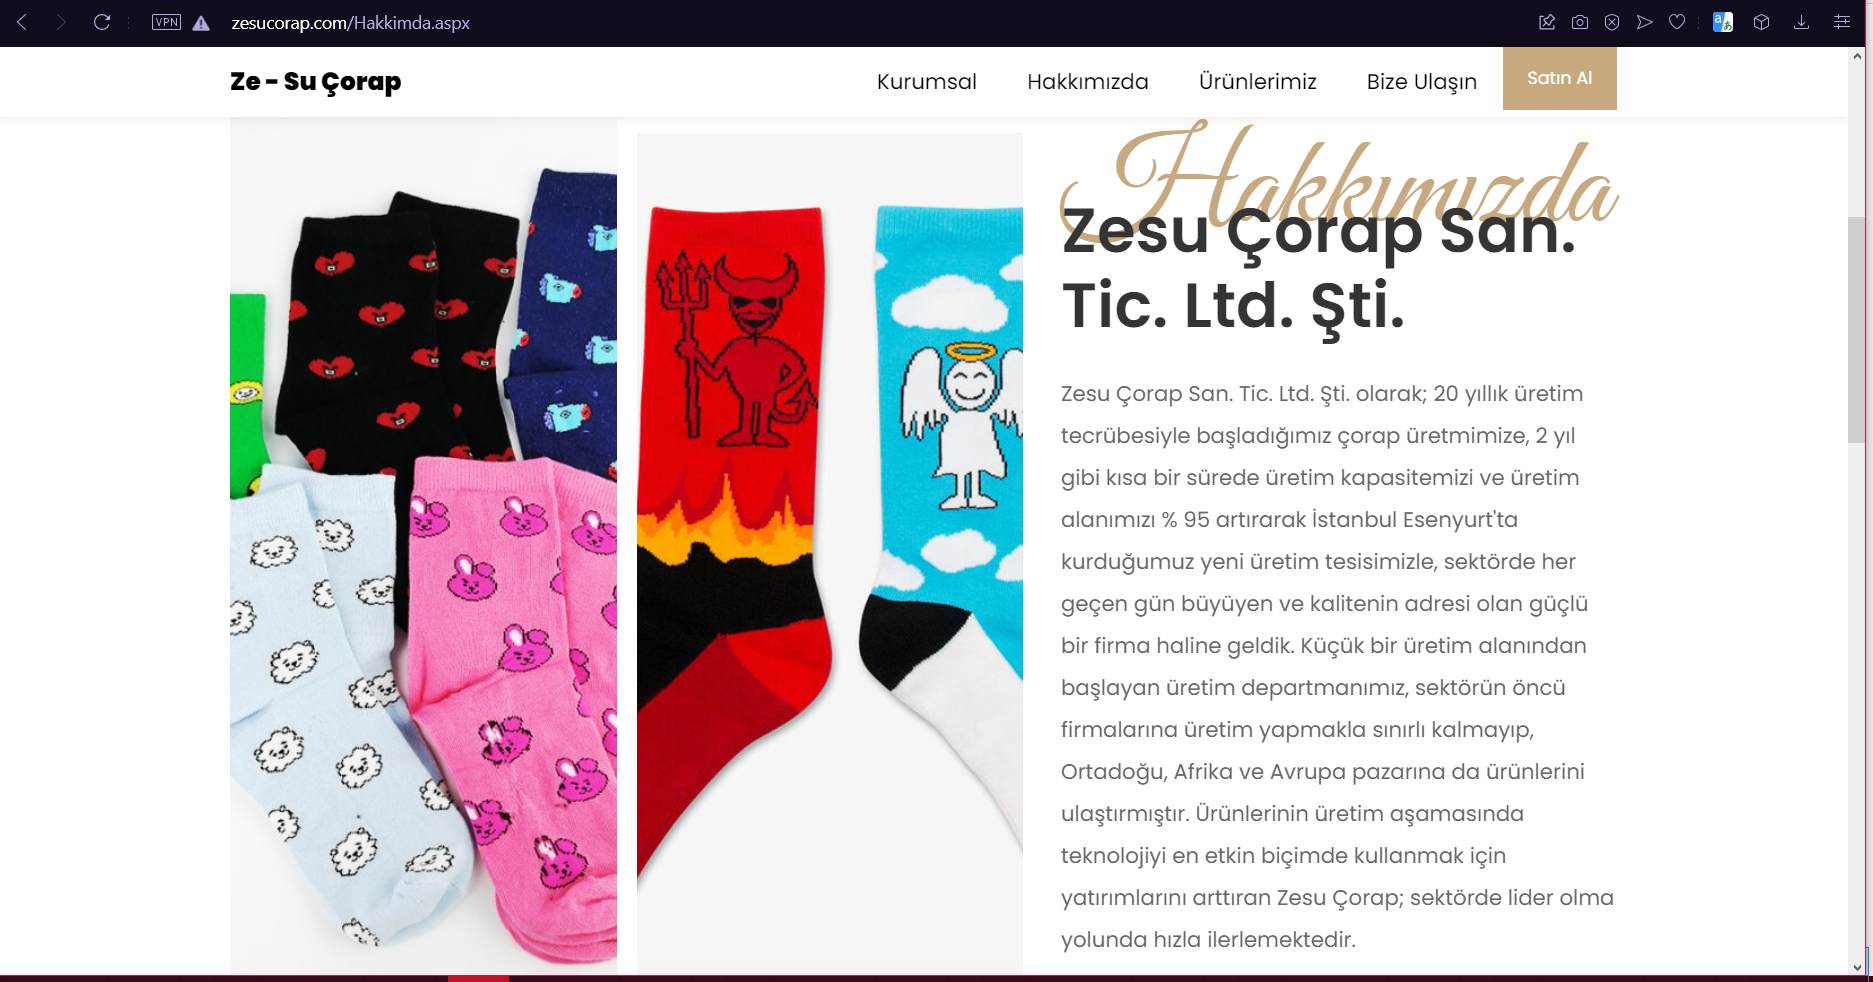 VPN
zesucorap.com/Hakkimda.aspx
Ze - Su Çorap
Kurumsal
Hakkımızda
Ürünlerimiz
Bize Ulaşın
Satın Al
Hakkımızda
Zesu Çorap San.
Tic. Ltd. Şti.
Zesu Çorap San. Tic. Ltd. Şti. olarak; 20 yıllık üretim
tecrübesiyle başladığımız çorap üretmimize, 2 yıl
gibi kısa bir sürede üretim kapasitemizi ve üretim
alanımızı % 95 artırarak İstanbul Esenyurt'ta
kurduğumuz yeni üretim tesisimizle, sektörde her
geçen gün büyüyen ve kalitenin adresi olan güçlü
bir firma haline geldik. Küçük bir üretim alanından
başlayan üretim departmanımız, sektörün öncü
firmalarına üretim yapmakla sınırlı kalmayıp,
Ortadoğu, Afrika ve Avrupa pazarına da ürünlerini
ulaştırmıştır. Ürünlerinin üretim aşamasında
teknolojiyi en etkin biçimde kullanmak için
yatırımlarını arttıran Zesu Çorap; sektörde lider olma
yolunda hızla ilerlemektedir.